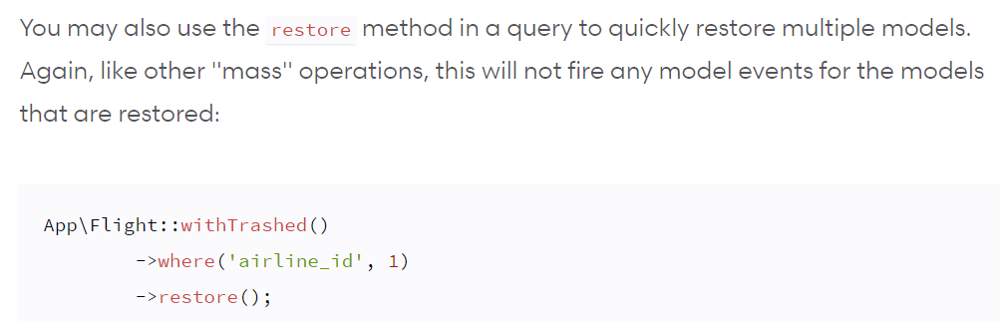 You may also use the restore method in a query to quickly restore multiple models.
Again, like other "mass" operations, this will not fire any model events for the models
that are restored:
App\Flight::withTrashed()
->where('airline_id', 1)
->restore();